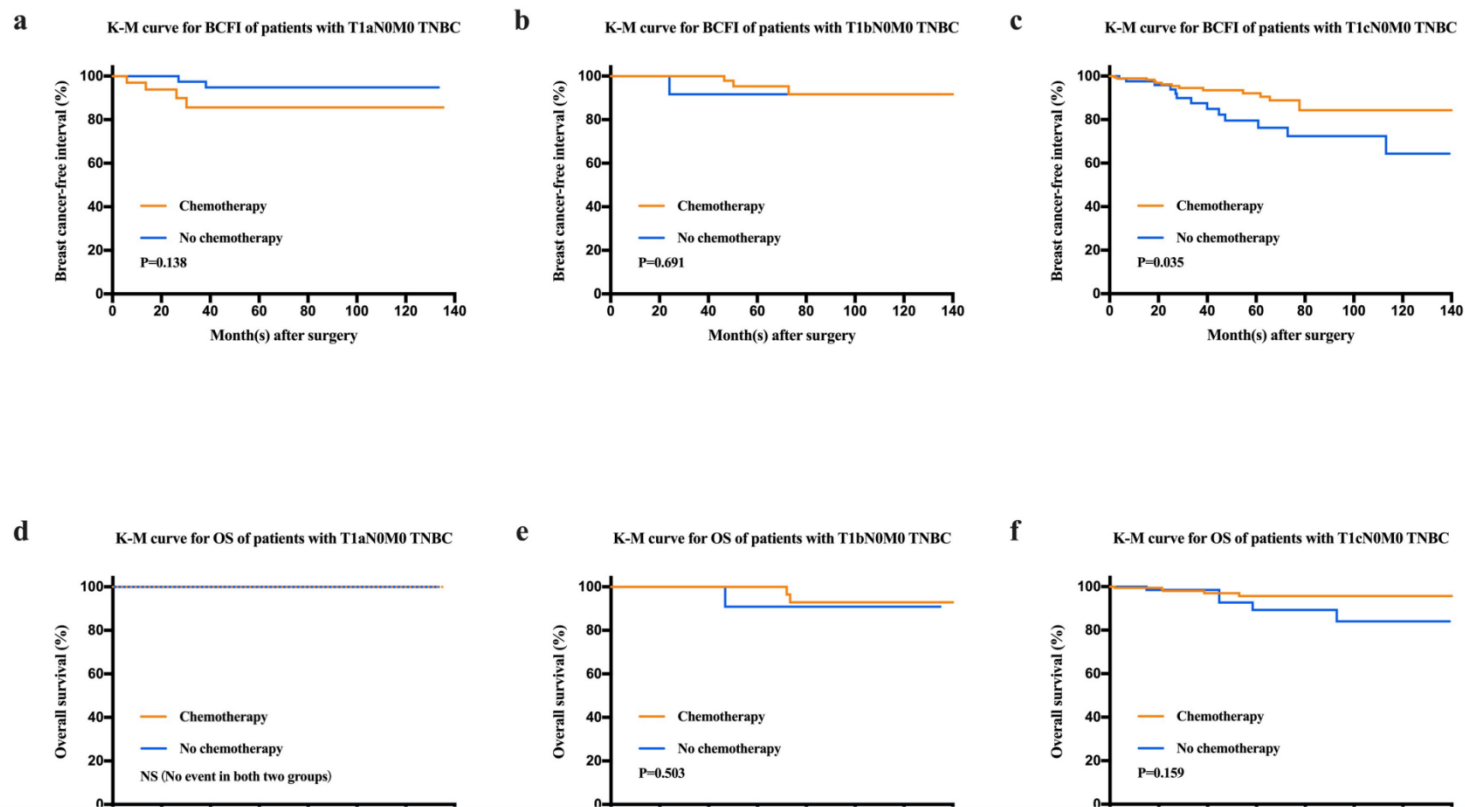 a
K-M curve for BCFI of patients with T1aN0M0 TNBC
Breast cancer-free interval (%)
100
80
60
40
20
0
Chemotherapy
No chemotherapy
P=0.138
0 20 40 60 80 100 120 140
Month(s) after surgery
b
K-M curve for BCFI of patients with T1bN0M0 TNBC
Breast cancer-free interval (%)
100
80
60
40
20
0
Chemotherapy
No chemotherapy
P=0.691
0 20 40 60 80 100 120 140
Month(s) after surgery
c
K-M curve for BCFI of patients with T1cN0M0 TNBC
Breast cancer-free interval (%)
100
80
60
40
20
0
Chemotherapy
No chemotherapy
P=0.035
0 20 40 60 80 100 120 140
Month(s) after surgery
d
K-M curve for OS of patients with T1aN0M0 TNBC
Overall survival (%)
100
80
60
40
20
0
Chemotherapy
No chemotherapy
NS (No event in both two groups)
e
K-M curve for OS of patients with T1bN0M0 TNBC
Overall survival (%)
100
80
60
40
20
0
Chemotherapy
No chemotherapy
P=0.503
f
K-M curve for OS of patients with T1cN0M0 TNBC
Overall survival (%)
100
80
60
40
20
0
Chemotherapy
No chemotherapy
P=0.159